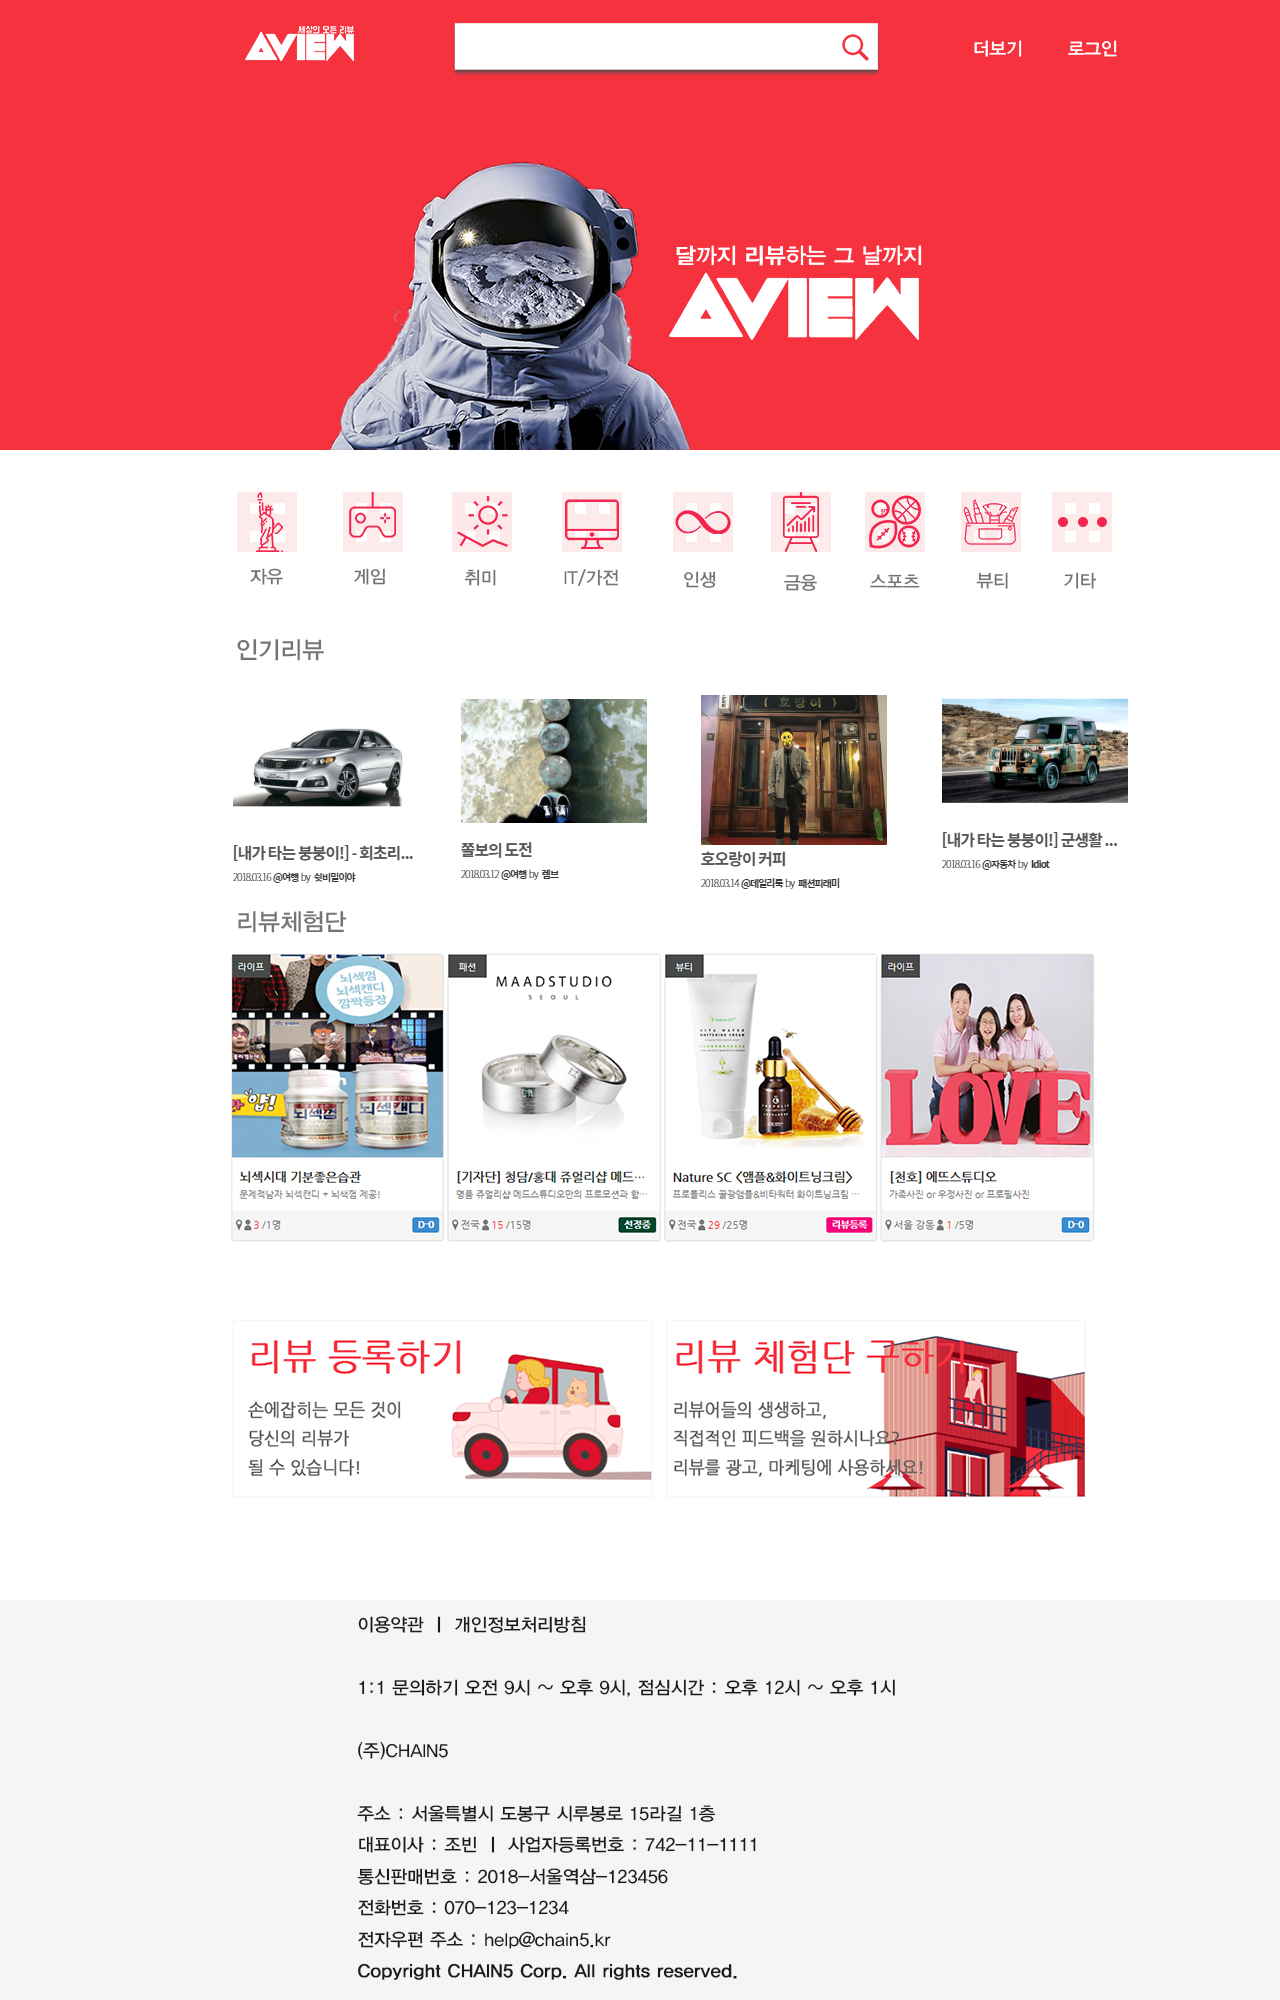 세상의 모든 리뷰
AVIEW
더보기
로그인
달까지 리뷰하는 그 날까지
AVIEW
자유
게임
취미
IT/가전
인생
금융
스포츠
뷰티
기타
인기리뷰
[내가 타는 붕붕이!] - 회초리...
2018.03.16 @여행 by 쉿비밀이야
쫄보의 도전
2018.03.12 @여행 by 렘브
호랑이
호오랑이 커피
2018.03.14 @데일리룩 by 패션피래미
[내가 타는 붕붕이!] 군생활 ...
2018.03.16 @자동차 by Idiot
리뷰체험단
라이프
뇌섹껌
뇌섹캔디
깜짝등장
얍!
뇌섹껌
뇌섹캔디
뇌섹시대 기분좋은습관
문제적남자 뇌섹캔디 + 뇌색껌 제공!
3 /1명
D-0
패션
MAADSTUDIO
SEOUL
[기자단] 청담/홍대 쥬얼리샵 메드…
명품 쥬얼리샵 메드스튜디오만의 프로모션과 할…
전국 15 /15명
선정중
뷰티
Nature SC
VITA WATER
WHITENING CREAM
Nature SC <앰플&화이트닝크림>
프로폴리스 꿀광앰플&비타워터 화이트닝크림 …
전국 29 /25명
리뷰등록
라이프
LOVE
[천호] 에뜨스튜디오
가족사진 or 우정사진 or 프로필사진
서울 강동 1 /5명
D-0
리뷰 등록하기
손에잡히는 모든 것이
당신의 리뷰가
될 수 있습니다!
리뷰 체험단 구하기
리뷰어들의 생생하고,
직접적인 피드백을 원하시나요?
리뷰를 광고, 마케팅에 사용하세요!
이용약관 | 개인정보처리방침
1:1 문의하기 오전 9시 ~ 오후 9시, 점심시간 : 오후 12시 ~ 오후 1시
(주)CHAIN5
주소 : 서울특별시 도봉구 시루봉로 15라길 1층
대표이사 : 조빈 | 사업자등록번호 : 742-11-1111
통신판매번호 : 2018-서울역삼-123456
전화번호 : 070-123-1234
전자우편 주소 : help@chain5.kr
Copyright CHAIN5 Corp. All rights reserved.